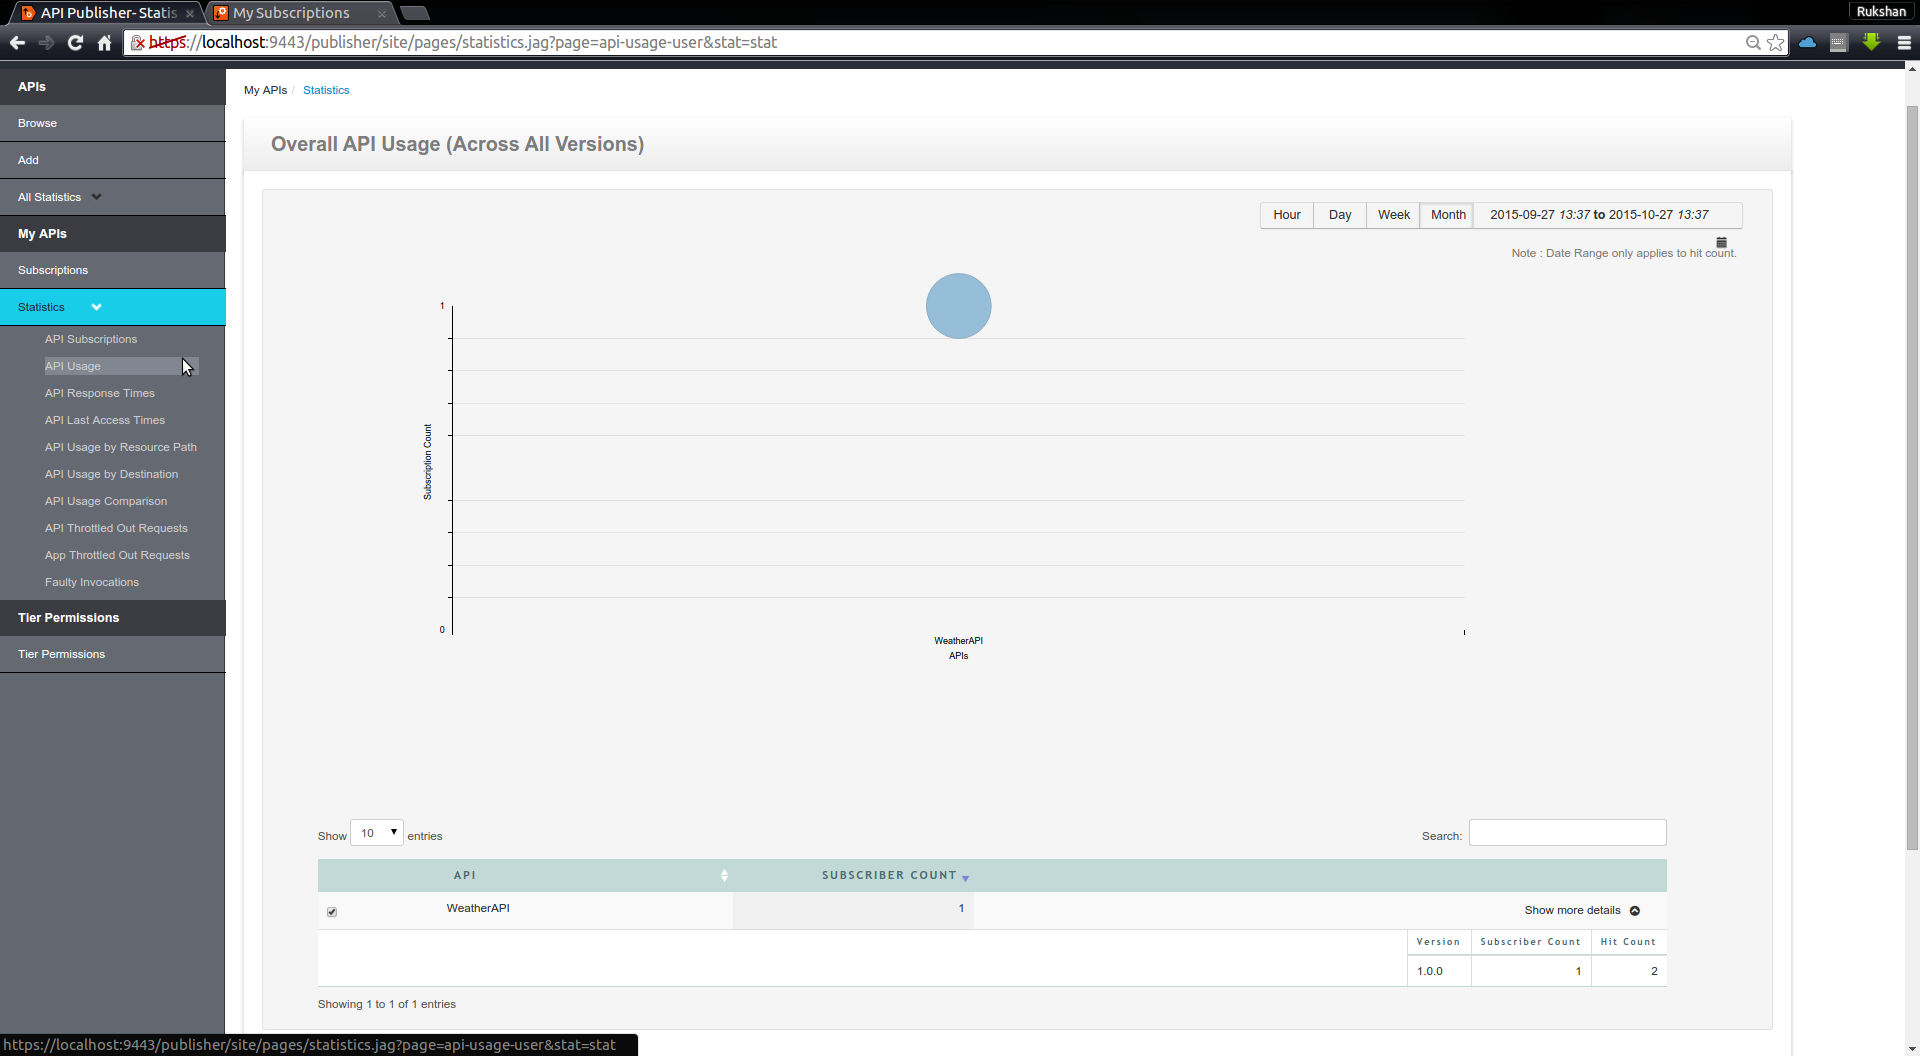 API Publisher- Statis
My Subscriptions
Rukshan
https://localhost:9443/publisher/site/pages/statistics.jag?page=api-usage-user&stat=stat
APIs
Browse
Add
All Statistics
My APIs
Subscriptions
Statistics
API Subscriptions
API Usage
API Response Times
API Last Access Times
API Usage by Resource Path
API Usage by Destination
API Usage Comparison
API Throttled Out Requests
App Throttled Out Requests
Faulty Invocations
Tier Permissions
Tier Permissions
My APIs / Statistics
Overall API Usage (Across All Versions)
Hour Day Week Month 2015-09-27 13:37 to 2015-10-27 13:37
Note : Date Range only applies to hit count.
1
Subscription Count
0
WeatherAPI
APIs
Show 10 entries
Search:
API SUBSCRIBER COUNT
WeatherAPI 1 Show more details
Version Subscriber Count Hit Count
1.0.0 1 2
Showing 1 to 1 of 1 entries
https://localhost:9443/publisher/site/pages/statistics.jag?page=api-usage-user&stat=stat